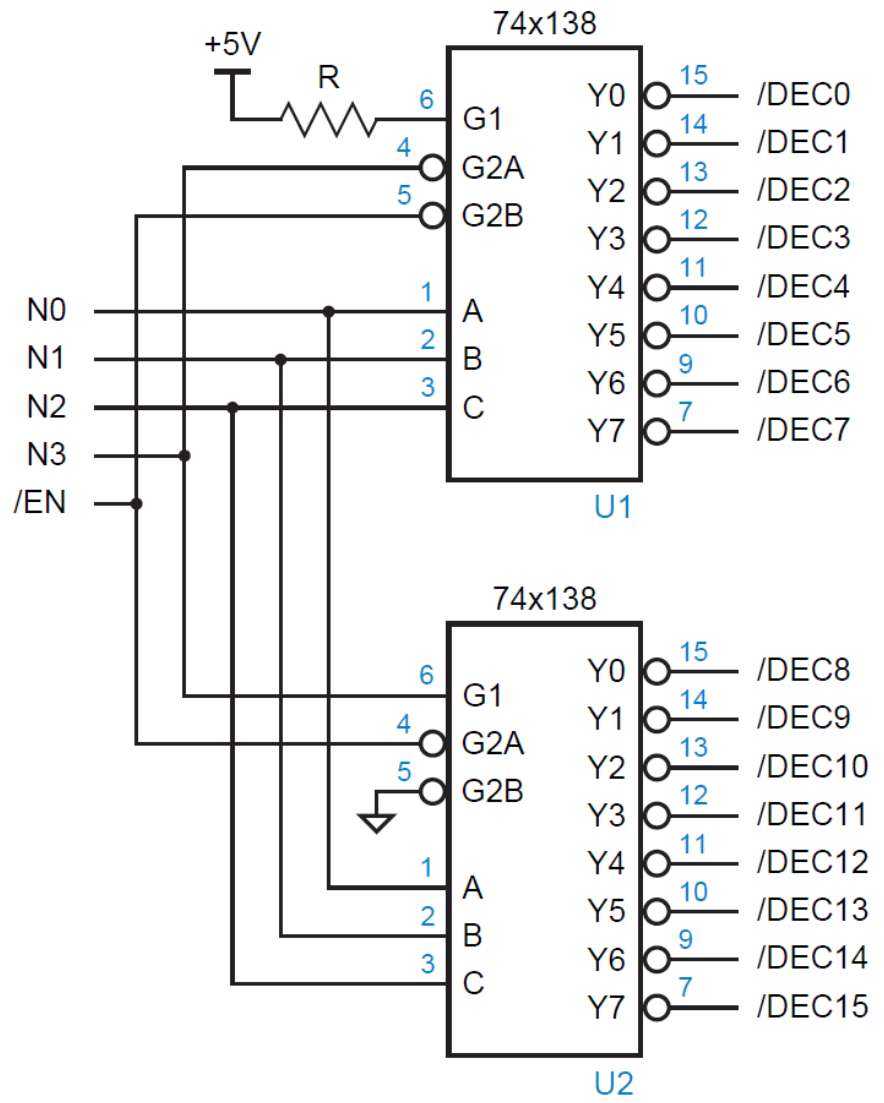 74x138
+5V
R
6 G1 Y0 15 /DEC0
4 G2A Y1 14 /DEC1
5 G2B Y2 13 /DEC2
Y3 12 /DEC3
N0 1 A Y4 11 /DEC4
N1 2 B Y5 10 /DEC5
N2 3 C Y6 9 /DEC6
N3 Y7 7 /DEC7
/EN
U1
74x138
6 G1 Y0 15 /DEC8
4 G2A Y1 14 /DEC9
5 G2B Y2 13 /DEC10
Y3 12 /DEC11
1 A Y4 11 /DEC12
2 B Y5 10 /DEC13
3 C Y6 9 /DEC14
Y7 7 /DEC15
U2